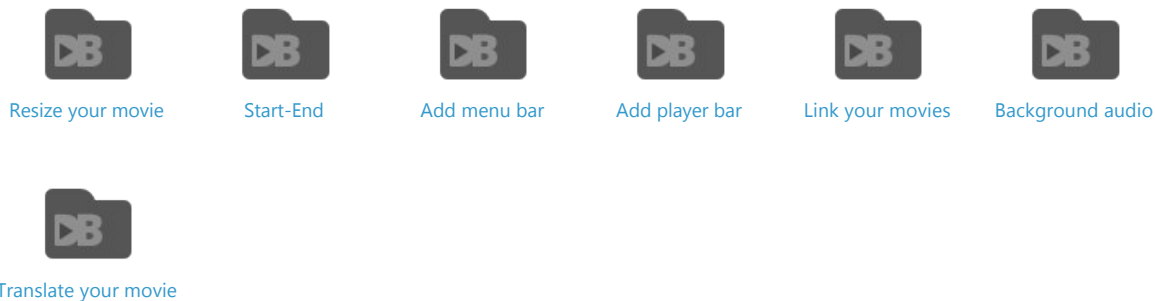 DB DB DB DB DB DB
Resize your movie Start-End Add menu bar Add player bar Link your movies Background audio
DB
Translate your movie